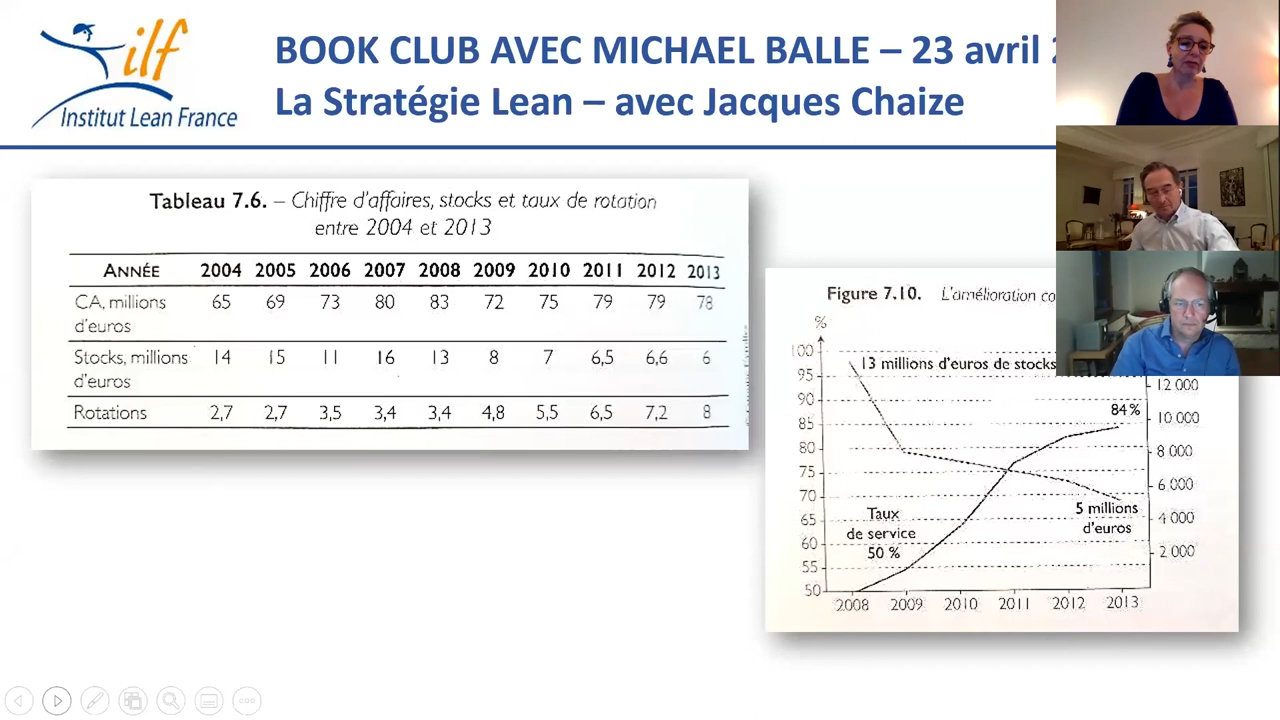 ilf
Institut Lean France
BOOK CLUB AVEC MICHAEL BALLE – 23 avril
La Stratégie Lean – avec Jacques Chaize
Tableau 7.6. – Chiffre d'affaires, stocks et taux de rotation
entre 2004 et 2013
ANNÉE 2004 2005 2006 2007 2008 2009 2010 2011 2012 2013
CA, millions d'euros 65 69 73 80 83 72 75 79 79 78
Stocks, millions d'euros 14 15 11 16 13 8 7 6,5 6,6 6
Rotations 2,7 2,7 3,5 3,4 3,4 4,8 5,5 6,5 7,2 8
Figure 7.10. L'amélioration
%
100
95
90
85
80
75
70
65
60
55
50
13 millions d'euros de stocks
84 %
Taux
de service
50 %
5 millions
d'euros
12 000
10 000
8 000
6 000
4 000
2 000
2008 2009 2010 2011 2012 2013